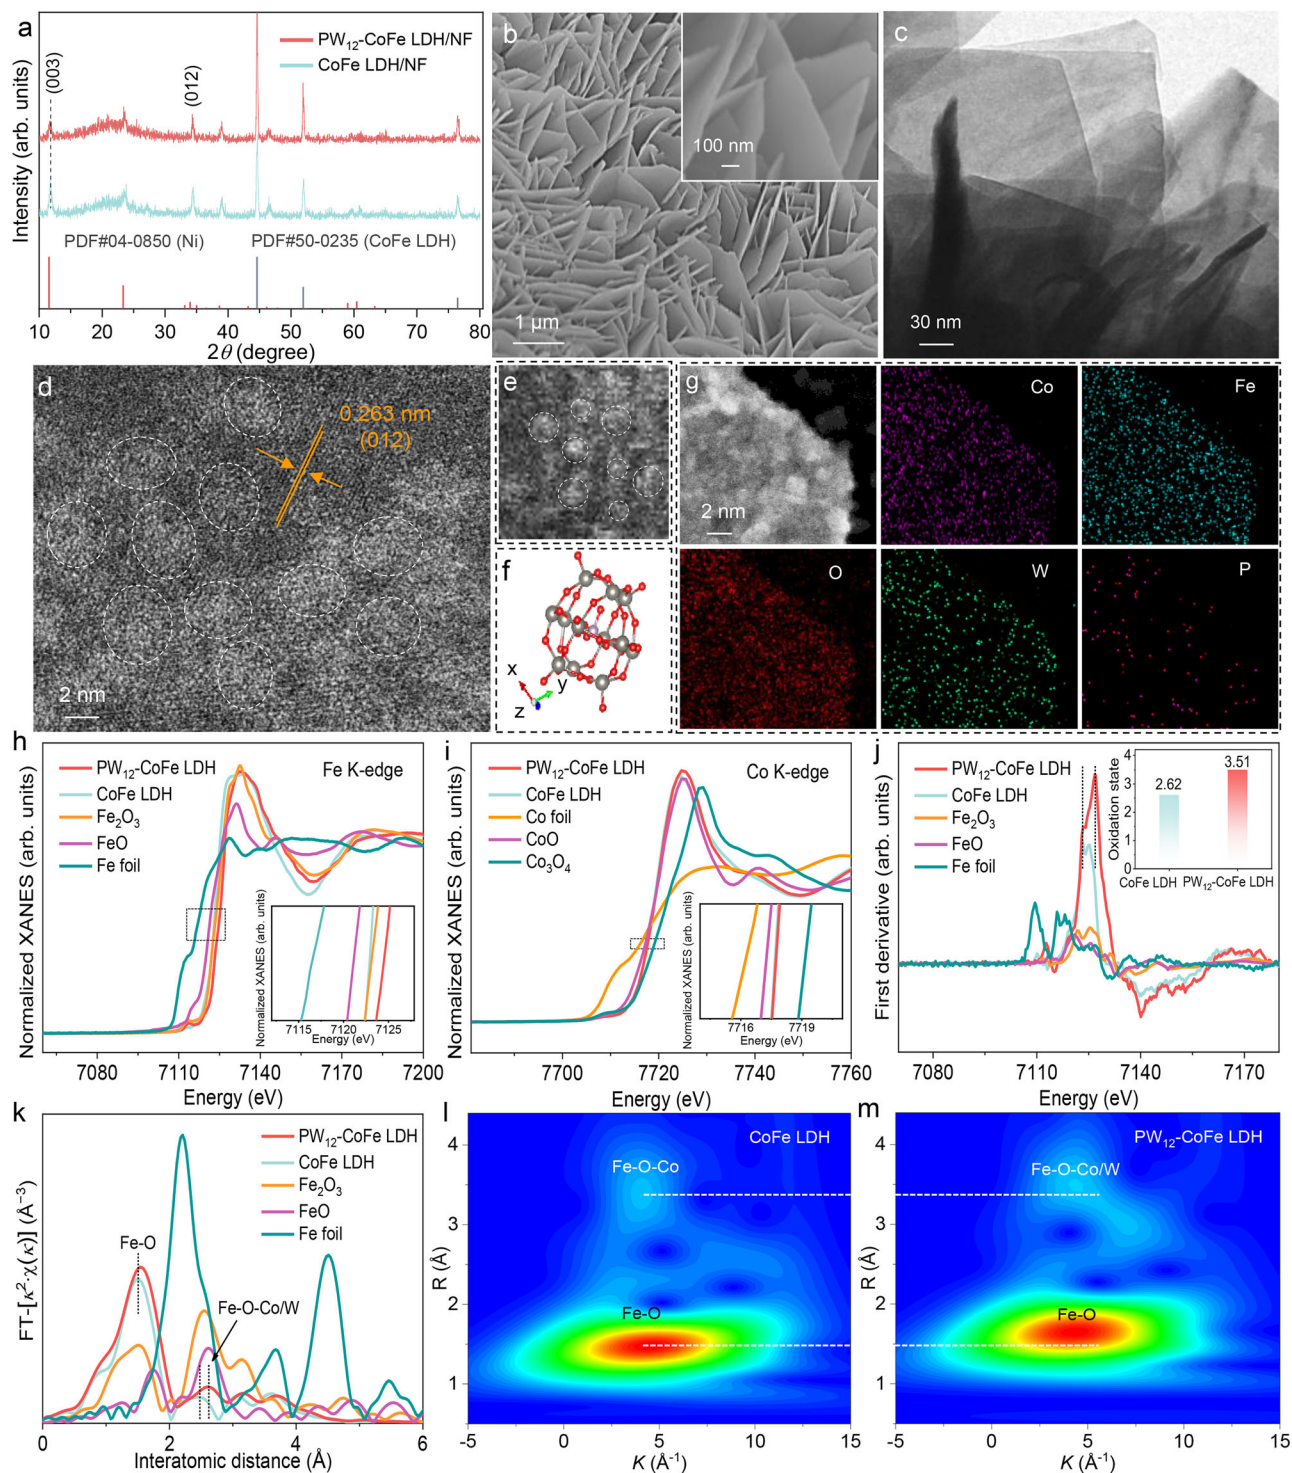 a
PW₁₂-CoFe LDH/NF
CoFe LDH/NF
(003)
(012)
Intensity (arb. units)
PDF#04-0850 (Ni)
PDF#50-0235 (CoFe LDH)
10 20 30 40 50 60 70 80
2θ (degree)
b
100 nm
1 μm
c
30 nm
d
0.263 nm
(012)
2 nm
e
f
x
y
z
g
2 nm
Co
Fe
O
W
P
h
PW₁₂-CoFe LDH
CoFe LDH
Fe₂O₃
FeO
Fe foil
Fe K-edge
Normalized XANES (arb. units)
Normalized XANES (arb. units)
7115 7120 7125
Energy (eV)
7080 7110 7140 7170 7200
Energy (eV)
i
PW₁₂-CoFe LDH
CoFe LDH
Co foil
CoO
Co₃O₄
Co K-edge
Normalized XANES (arb. units)
Normalized XANES (arb. units)
7716 7719
Energy (eV)
7700 7720 7740 7760
Energy (eV)
j
PW₁₂-CoFe LDH
CoFe LDH
Fe₂O₃
FeO
Fe foil
First derivative (arb. units)
Oxidation state
4
3
2
1
0
2.62
3.51
CoFe LDH PW₁₂-CoFe LDH
7080 7110 7140 7170
Energy (eV)
k
PW₁₂-CoFe LDH
CoFe LDH
Fe₂O₃
FeO
Fe foil
Fe-O
Fe-O-Co/W
FT-[κ²·χ(κ)] (Å⁻³)
0 2 4 6
Interatomic distance (Å)
l
CoFe LDH
Fe-O-Co
Fe-O
R (Å)
4
3
2
1
-5 0 5 10 15
K (Å⁻¹)
m
PW₁₂-CoFe LDH
Fe-O-Co/W
Fe-O
R (Å)
4
3
2
1
-5 0 5 10 15
K (Å⁻¹)